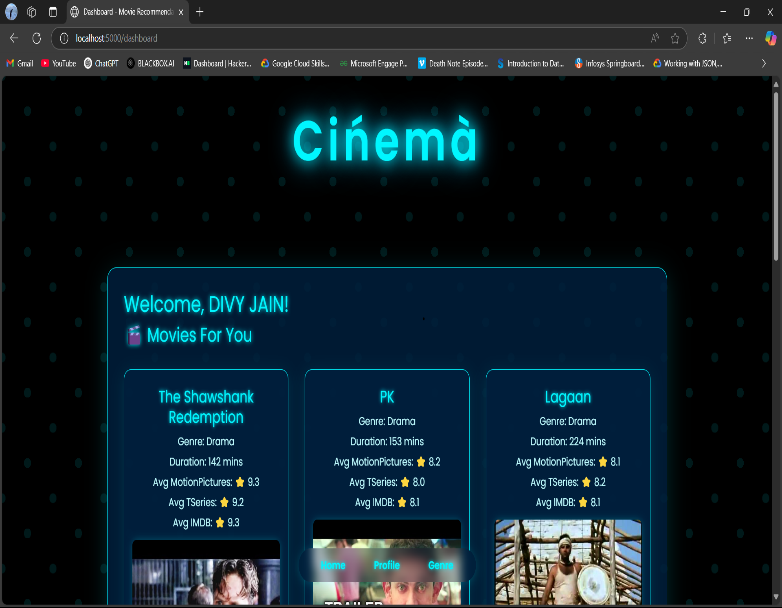 Dashboard - Movie Recommenda
localhost:5000/dashboard
Gmail YouTube ChatGPT BLACKBOX.AI Dashboard | Hacker... Google Cloud Skills... Microsoft Engage P... Death Note Episode... Introduction to Dat... Infosys Springboard... Working with JSON,...
Cińemà
Welcome, DIVY JAIN!
Movies For You
The Shawshank
Redemption
Genre: Drama
Duration: 142 mins
Avg MotionPictures: ⭐ 9.3
Avg TSeries: ⭐ 9.2
Avg IMDB: ⭐ 9.3
PK
Genre: Drama
Duration: 153 mins
Avg MotionPictures: ⭐ 8.2
Avg TSeries: ⭐ 8.0
Avg IMDB: ⭐ 8.1
Lagaan
Genre: Drama
Duration: 224 mins
Avg MotionPictures: ⭐ 8.1
Avg TSeries: ⭐ 8.2
Avg IMDB: ⭐ 8.1
Home Profile Genre
TRAILER